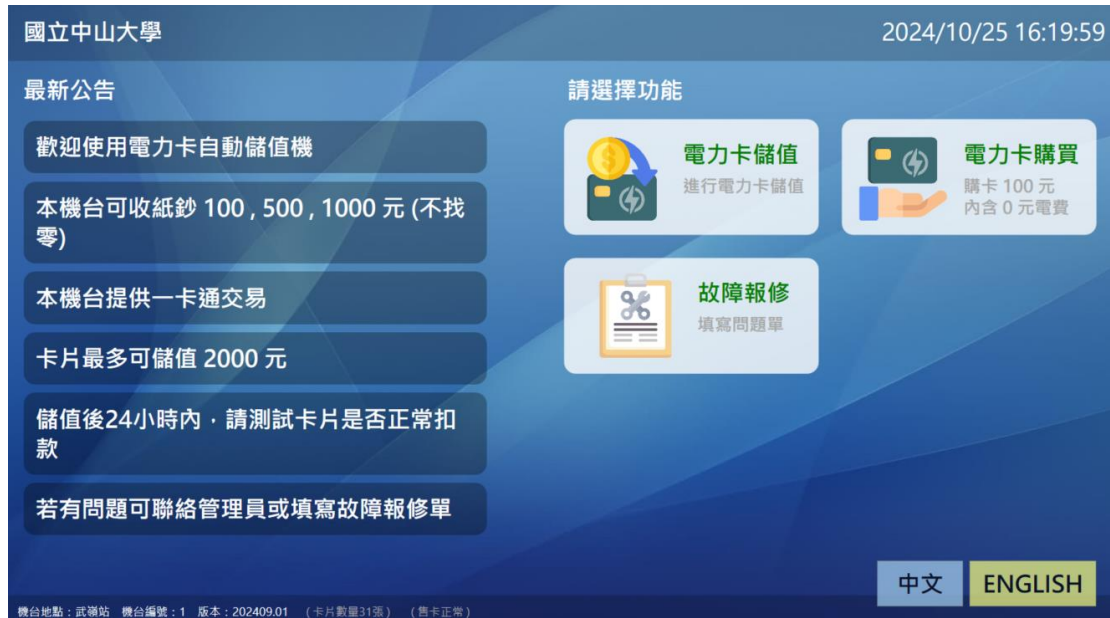 國立中山大學
2024/10/25 16:19:59
最新公告
歡迎使用電力卡自動儲值機
本機台可收紙鈔 100 , 500 , 1000 元 (不找
零)
本機台提供一卡通交易
卡片最多可儲值 2000 元
儲值後24小時內，請測試卡片是否正常扣
款
若有問題可聯絡管理員或填寫故障報修單
請選擇功能
電力卡儲值
進行電力卡儲值
電力卡購買
購卡 100 元
內含 0 元電費
故障報修
填寫問題單
中文
ENGLISH
機台地點：武嶺站 機台編號：1 版本：202409.01 （卡片數量31張） （售卡正常）